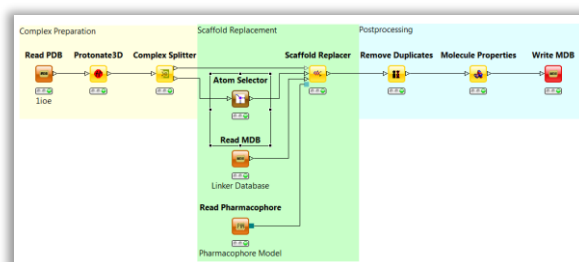 Complex Preparation
Scaffold Replacement
Postprocessing
Read PDB
Protonate3D
Complex Splitter
Scaffold Replacer
Remove Duplicates
Molecule Properties
Write MDB
1ioe
Atom Selector
Read MDB
Linker Database
Read Pharmacophore
Pharmacophore Model